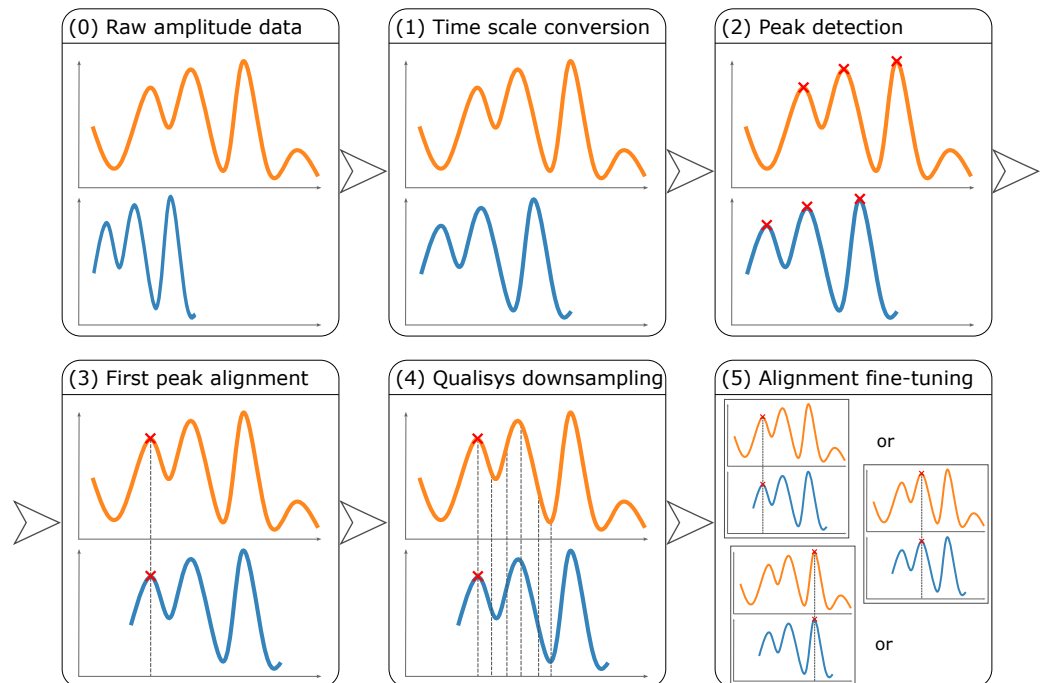 (0) Raw amplitude data
(1) Time scale conversion
(2) Peak detection
(3) First peak alignment
(4) Qualisys downsampling
(5) Alignment fine-tuning
or
or